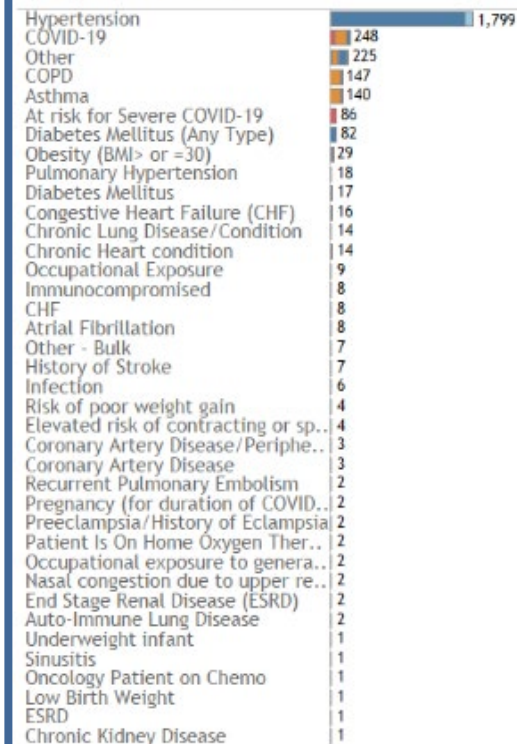 Hypertension 1,799
COVID-19 248
Other 225
COPD 147
Asthma 140
At risk for Severe COVID-19 86
Diabetes Mellitus (Any Type) 82
Obesity (BMI> or =30) 29
Pulmonary Hypertension 18
Diabetes Mellitus 17
Congestive Heart Failure (CHF) 16
Chronic Lung Disease/Condition 14
Chronic Heart condition 14
Occupational Exposure 9
Immunocompromised 8
CHF 8
Atrial Fibrillation 8
Other - Bulk 7
History of Stroke 7
Infection 6
Risk of poor weight gain 4
Elevated risk of contracting or sp.. 4
Coronary Artery Disease/Periphe.. 3
Coronary Artery Disease 3
Recurrent Pulmonary Embolism 2
Pregnancy (for duration of COVID.. 2
Preeclampsia/History of Eclampsia 2
Patient Is On Home Oxygen Ther.. 2
Occupational exposure to genera.. 2
Nasal congestion due to upper re.. 2
End Stage Renal Disease (ESRD) 2
Auto-Immune Lung Disease 2
Underweight infant 1
Sinusitis 1
Oncology Patient on Chemo 1
Low Birth Weight 1
ESRD 1
Chronic Kidney Disease 1